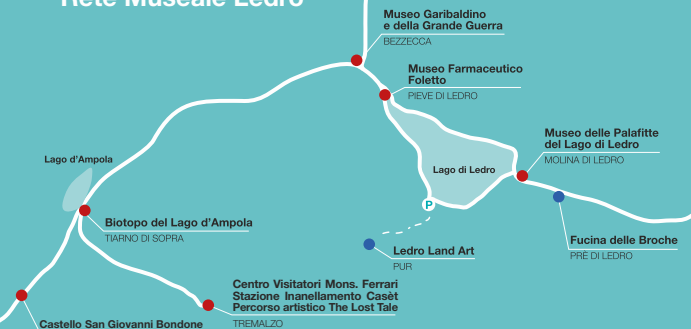 Rete Museale Ledro
Museo Garibaldino
e della Grande Guerra
BEZZECCA
Museo Farmaceutico
Foletto
PIEVE DI LEDRO
Museo delle Palafitte
del Lago di Ledro
MOLINA DI LEDRO
Lago d'Ampola
Lago di Ledro
P
Biotopo del Lago d'Ampola
TIARNO DI SOPRA
Ledro Land Art
PUR
Fucina delle Broche
PRÈ DI LEDRO
Centro Visitatori Mons. Ferrari
Stazione Inanellamento Casèt
Percorso artistico The Lost Tale
TREMALZO
Castello San Giovanni Bondone